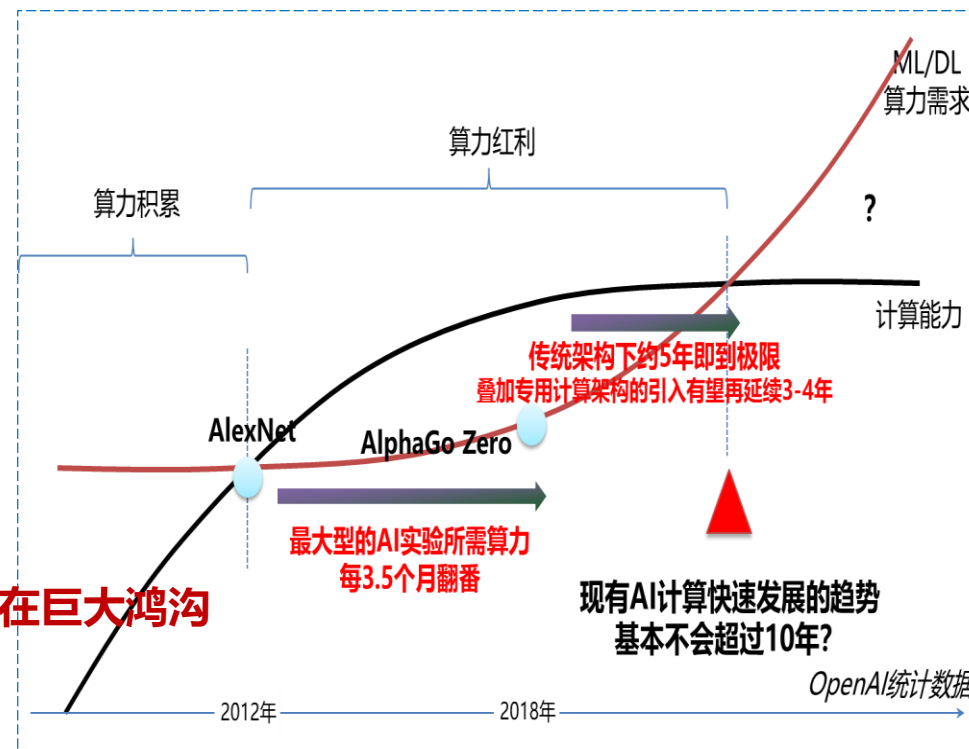 ML/DL
算力需求
算力红利
算力积累
?
计算能力
传统架构下约5年即到极限
叠加专用计算架构的引入有望再延续3-4年
AlexNet
AlphaGo Zero
最大型的AI实验所需算力
每3.5个月翻番
在巨大鸿沟
现有AI计算快速发展的趋势
基本不会超过10年?
OpenAI统计数据
2012年
2018年